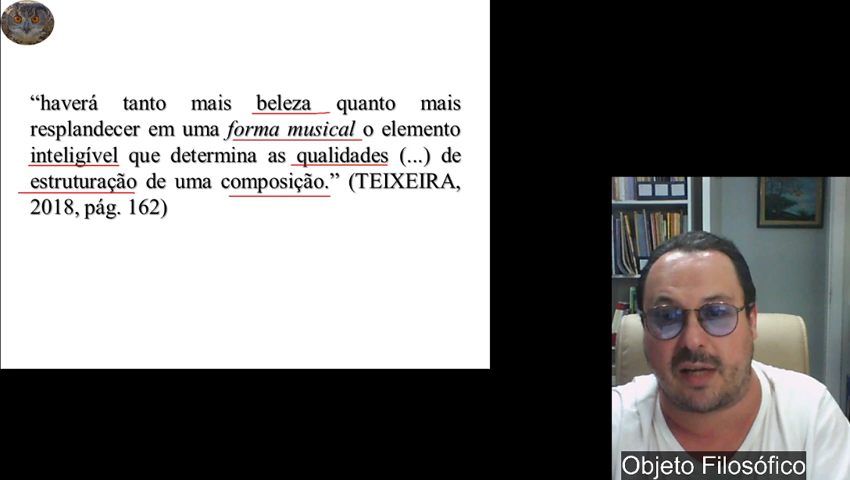 “haverá tanto mais beleza quanto mais
resplandecer em uma forma musical o elemento
inteligível que determina as qualidades (...) de
estruturação de uma composição.” (TEIXEIRA,
2018, pág. 162)
Objeto Filosófico